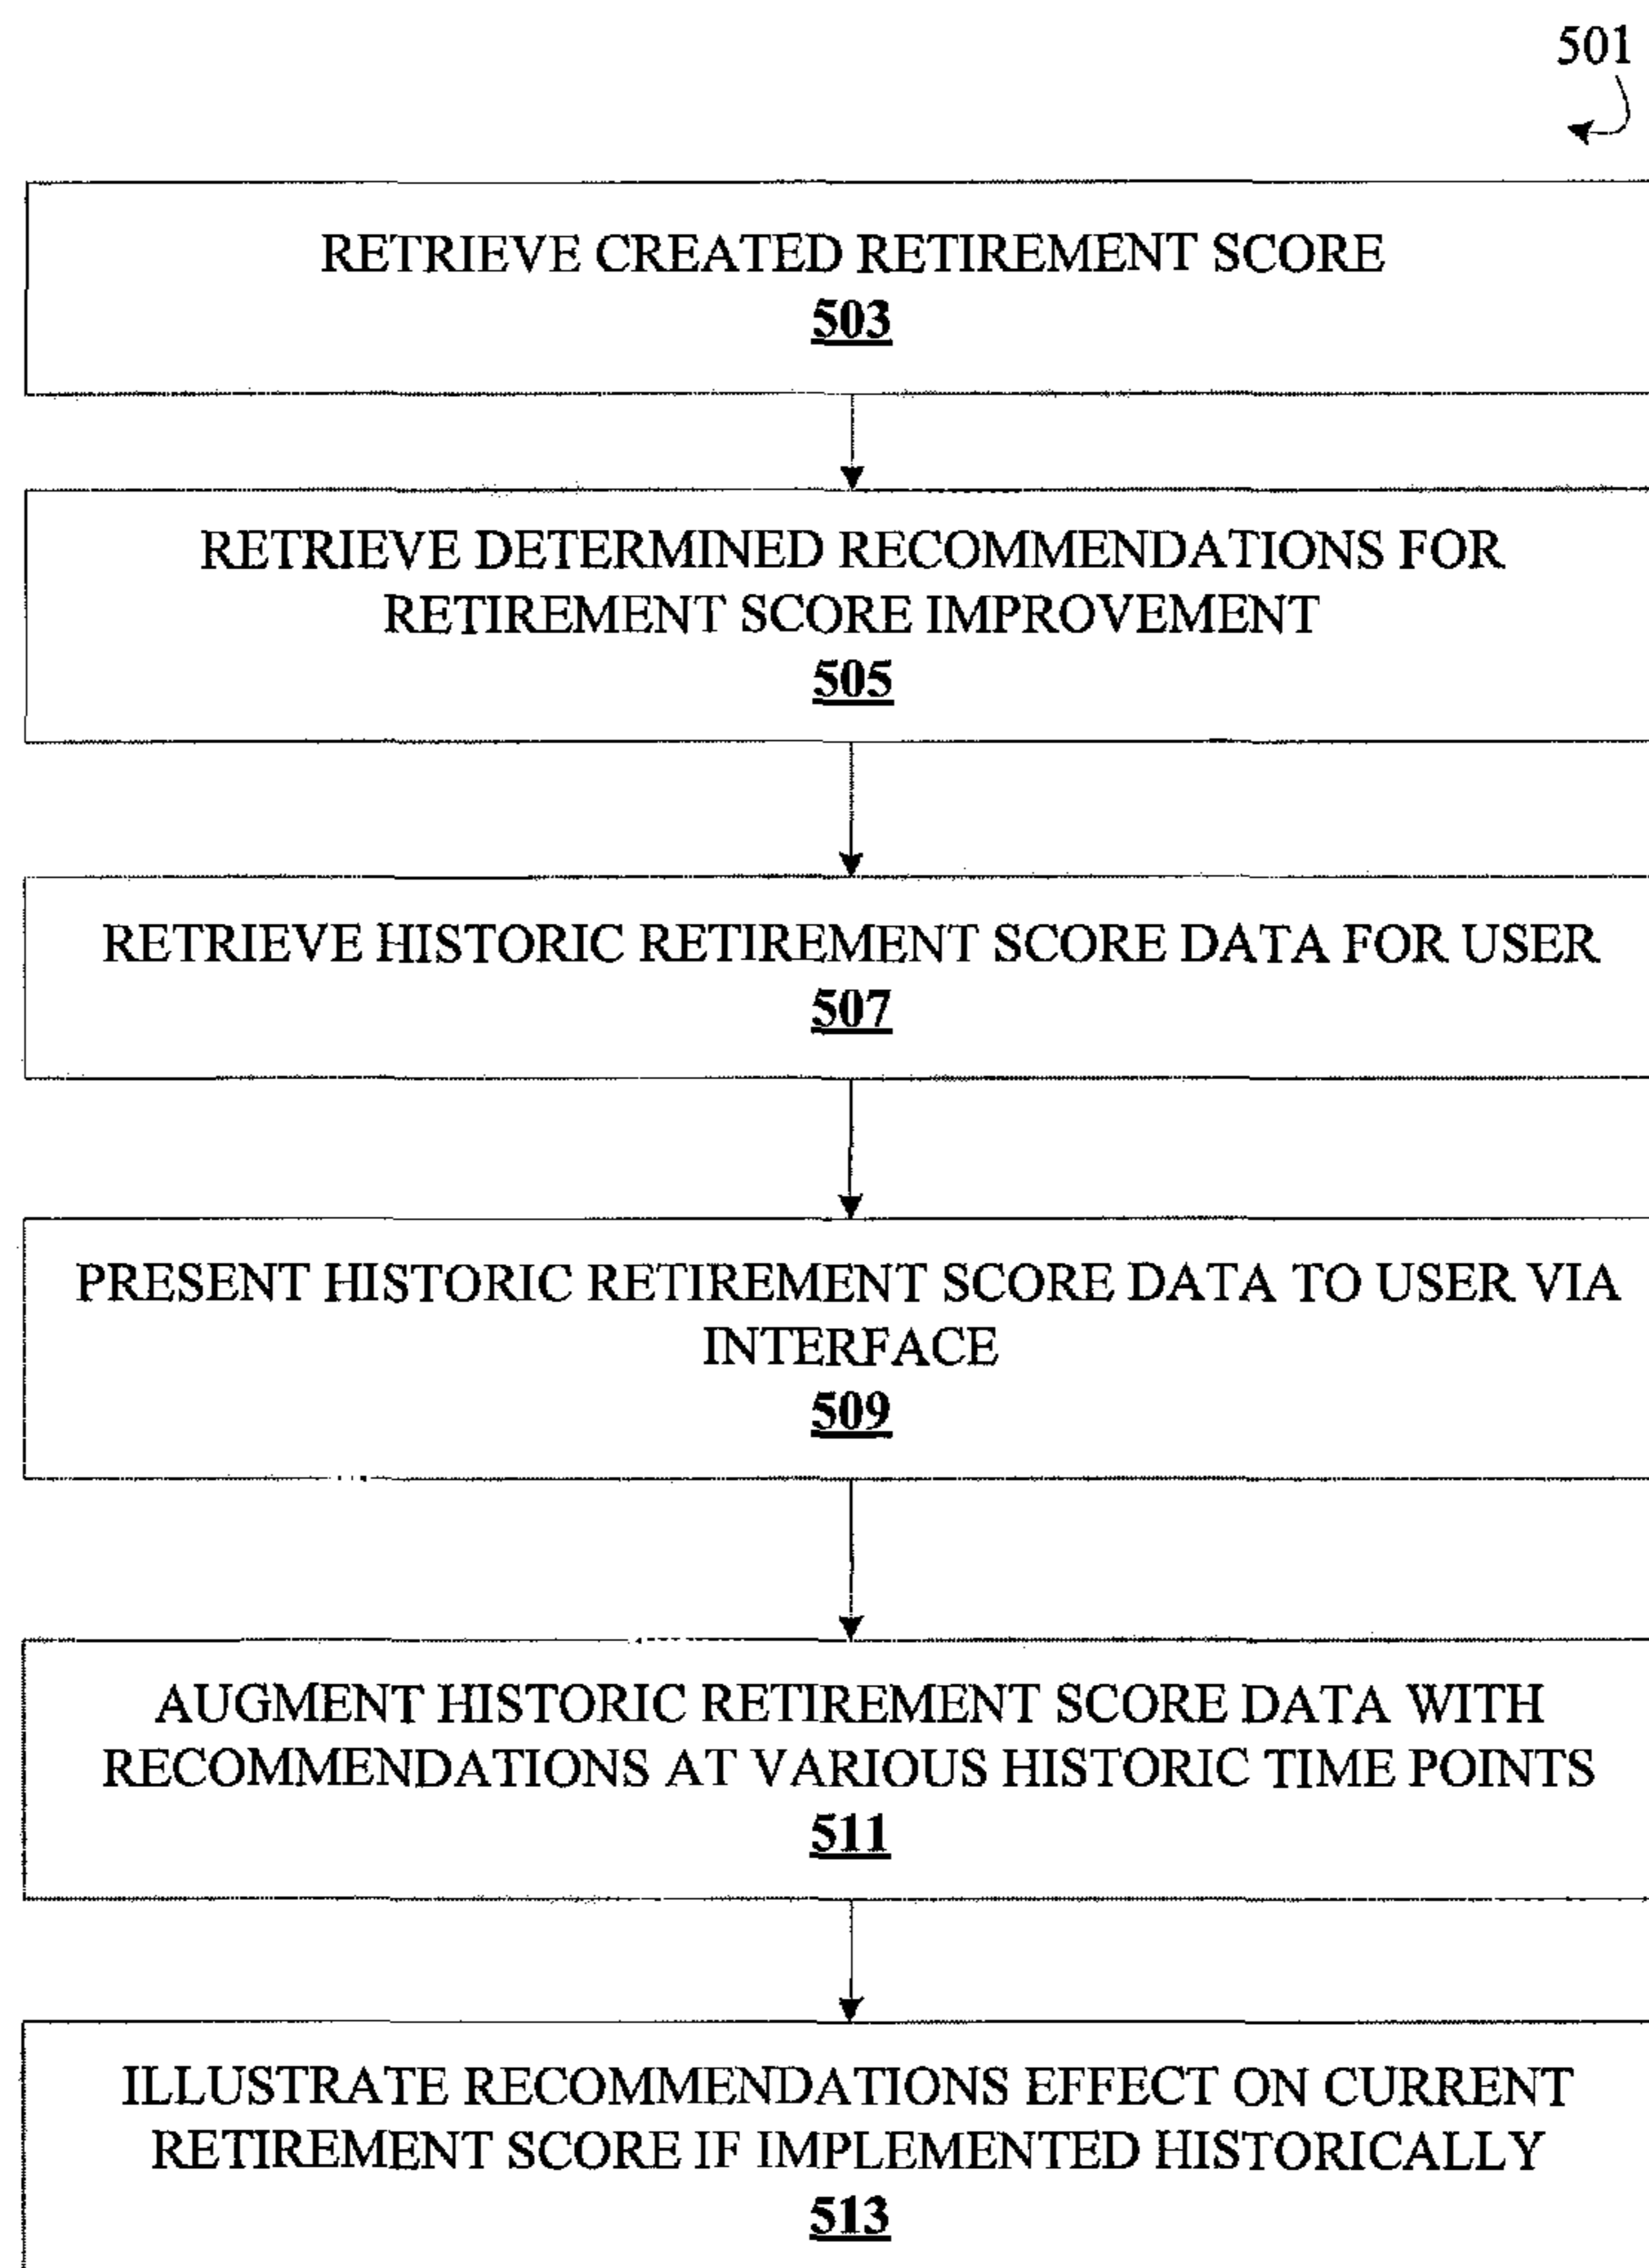 501
RETRIEVE CREATED RETIREMENT SCORE
503
RETRIEVE DETERMINED RECOMMENDATIONS FOR
RETIREMENT SCORE IMPROVEMENT
505
RETRIEVE HISTORIC RETIREMENT SCORE DATA FOR USER
507
PRESENT HISTORIC RETIREMENT SCORE DATA TO USER VIA
INTERFACE
509
AUGMENT HISTORIC RETIREMENT SCORE DATA WITH
RECOMMENDATIONS AT VARIOUS HISTORIC TIME POINTS
511
ILLUSTRATE RECOMMENDATIONS EFFECT ON CURRENT
RETIREMENT SCORE IF IMPLEMENTED HISTORICALLY
513